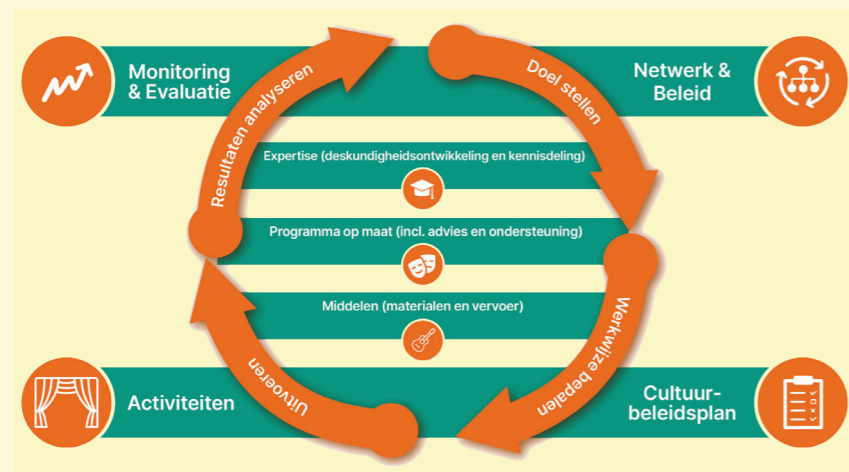 Monitoring
& Evaluatie
Resultaten analyseren
Doel stellen
Netwerk &
Beleid
Expertise (deskundigheidsontwikkeling en kennisdeling)
Programma op maat (incl. advies en ondersteuning)
Middelen (materialen en vervoer)
Werkwijze bepalen
Uitvoeren
Activiteiten
Cultuur-
beleidsplan